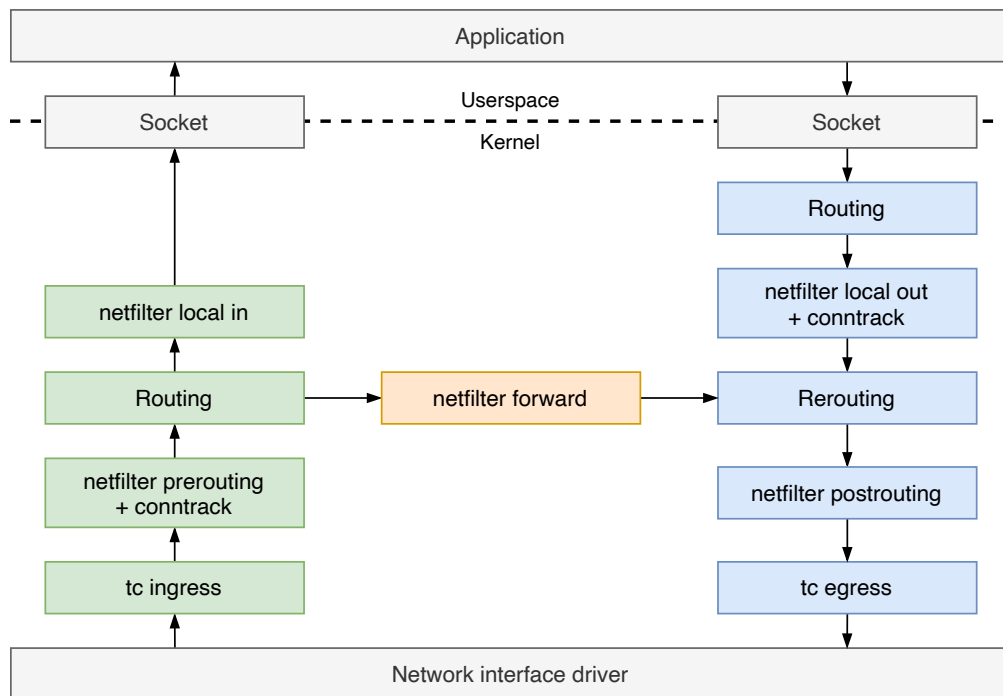 Application
Userspace
Socket
Socket
Kernel
Routing
netfilter local in
netfilter local out
+ conntrack
Routing
netfilter forward
Rerouting
netfilter prerouting
+ conntrack
netfilter postrouting
tc ingress
tc egress
Network interface driver